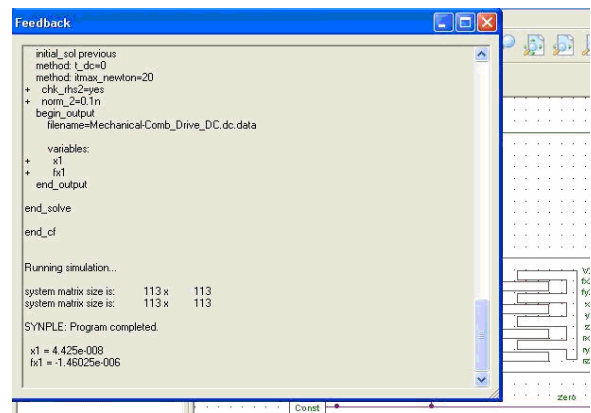 Feedback
initial_sol previous
method: t_dc=0
method: itmax_newton=20
+ chk_rhs2=yes
+ norm_2=0.1n
begin_output
filename=Mechanical-Comb_Drive_DC.dc.data
variables:
+ x1
+ fx1
end_output
end_solve
end_cf
Running simulation...
system matrix size is: 113 x 113
system matrix size is: 113 x 113
SYNPLE: Program completed.
x1 = 4.425e-008
fx1 = -1.46025e-006
zero
Const